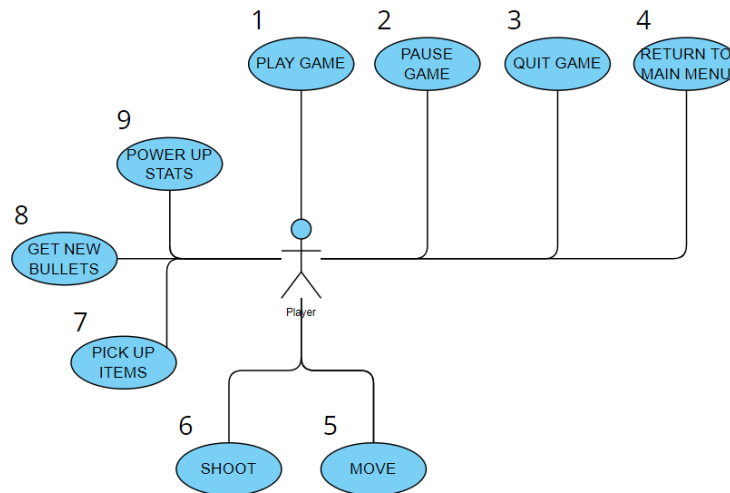 1
PLAY GAME
2
PAUSE
GAME
3
QUIT GAME
4
RETURN TO
MAIN MENU
9
POWER UP
STATS
8
GET NEW
BULLETS
7
PICK UP
ITEMS
Player
6
SHOOT
5
MOVE